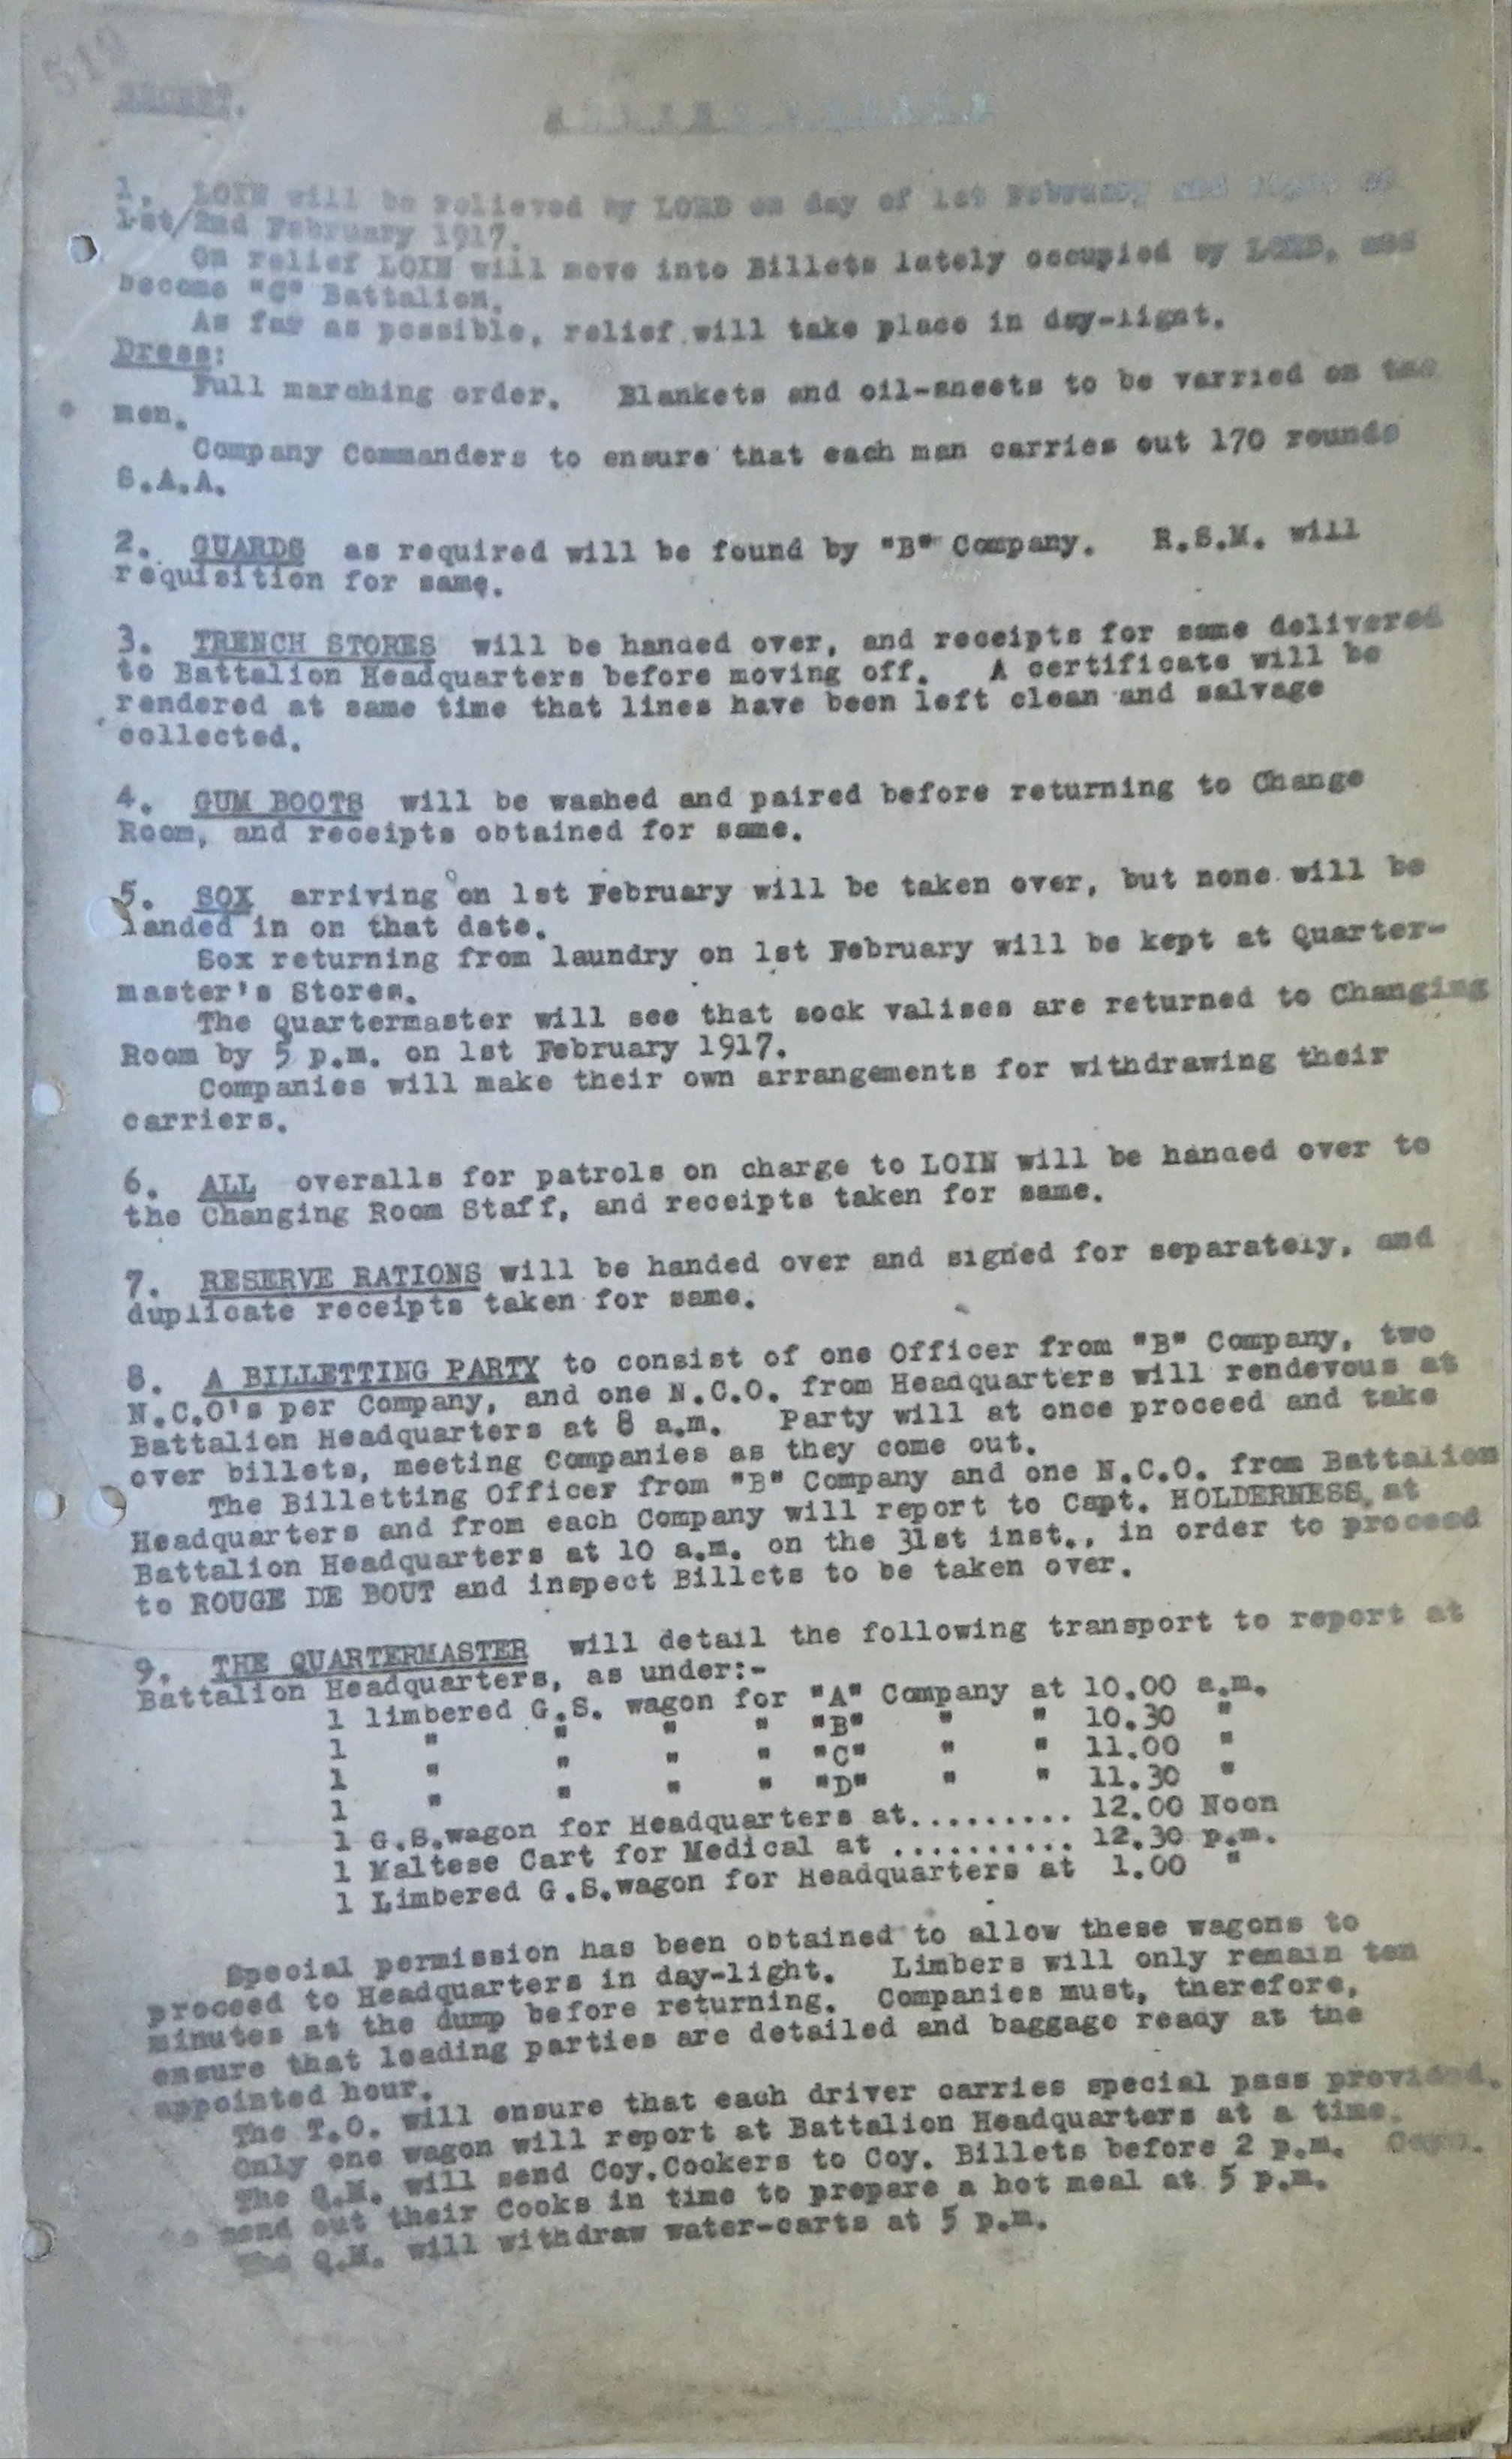 SECRET.
1. LOIN will be relieved by LORD on day of 1st February and night of
1st/2nd February 1917.
On relief LOIN will move into Billets lately occupied by LORD, and
become "C" Battalion.
As far as possible, relief will take place in day-light.
Dress:
Full marching order. Blankets and oil-sheets to be varried on the
men.
Company Commanders to ensure that each man carries out 170 rounds
S.A.A.
2. GUARDS as required will be found by "B" Company. R.S.M. will
requisition for same.
3. TRENCH STORES will be handed over, and receipts for same delivered
to Battalion Headquarters before moving off. A certificate will be
rendered at same time that lines have been left clean and salvage
collected.
4. GUM BOOTS will be washed and paired before returning to Change
Room, and receipts obtained for same.
5. SOX arriving on 1st February will be taken over, but none will be
landed in on that date.
Sox returning from laundry on 1st February will be kept at Quarter-
master's Stores.
The Quartermaster will see that sock valises are returned to Changing
Room by 5 p.m. on 1st February 1917.
Companies will make their own arrangements for withdrawing their
carriers.
6. ALL overalls for patrols on charge to LOIN will be handed over to
the Changing Room Staff, and receipts taken for same.
7. RESERVE RATIONS will be handed over and signed for separately, and
duplicate receipts taken for same.
8. A BILLETTING PARTY to consist of one Officer from "B" Company, two
N.C.O's per Company, and one N.C.O. from Headquarters will rendevous at
Battalion Headquarters at 8 a.m. Party will at once proceed and take
over billets, meeting Companies as they come out.
The Billetting Officer from "B" Company and one N.C.O. from Battalion
Headquarters and from each Company will report to Capt. HOLDERNESS, at
Battalion Headquarters at 10 a.m. on the 31st inst., in order to proceed
to ROUGE DE BOUT and inspect Billets to be taken over.
9. THE QUARTERMASTER will detail the following transport to report at
Battalion Headquarters, as under:-
1 limbered G.S. wagon for "A" Company at 10.00 a.m.
1 " " " " "B" " " 10.30 "
1 " " " " "C" " " 11.00 "
1 " " " " "D" " " 11.30 "
1 G.S.wagon for Headquarters at.......... 12.00 Noon
1 Maltese Cart for Medical at .......... 12.30 p.m.
1 Limbered G.S.wagon for Headquarters at 1.00 "
Special permission has been obtained to allow these wagons to
proceed to Headquarters in day-light. Limbers will only remain ten
minutes at the dump before returning. Companies must, therefore,
ensure that loading parties are detailed and baggage ready at the
appointed hour.
The T.O. will ensure that each driver carries special pass provided.
Only one wagon will report at Battalion Headquarters at a time.
The Q.M. will send Coy.Cookers to Coy. Billets before 2 p.m. Coys.
to send out their Cooks in time to prepare a hot meal at 5 p.m.
The Q.M. will withdraw water-carts at 5 p.m.